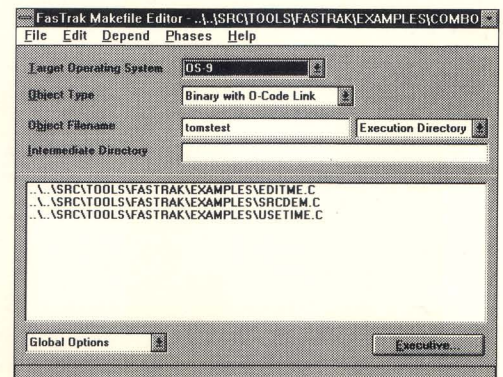 FasTrak Makefile Editor - ..\..\SRC\TOOLS\FASTRAK\EXAMPLES\COMBO
File Edit Depend Phases Help
Target Operating System OS-9
Object Type Binary with O-Code Link
Object Filename tomstest Execution Directory
Intermediate Directory
..\..\SRC\TOOLS\FASTRAK\EXAMPLES\EDITME.C
..\..\SRC\TOOLS\FASTRAK\EXAMPLES\SRCDEM.C
..\..\SRC\TOOLS\FASTRAK\EXAMPLES\USETIME.C
Global Options Executive...